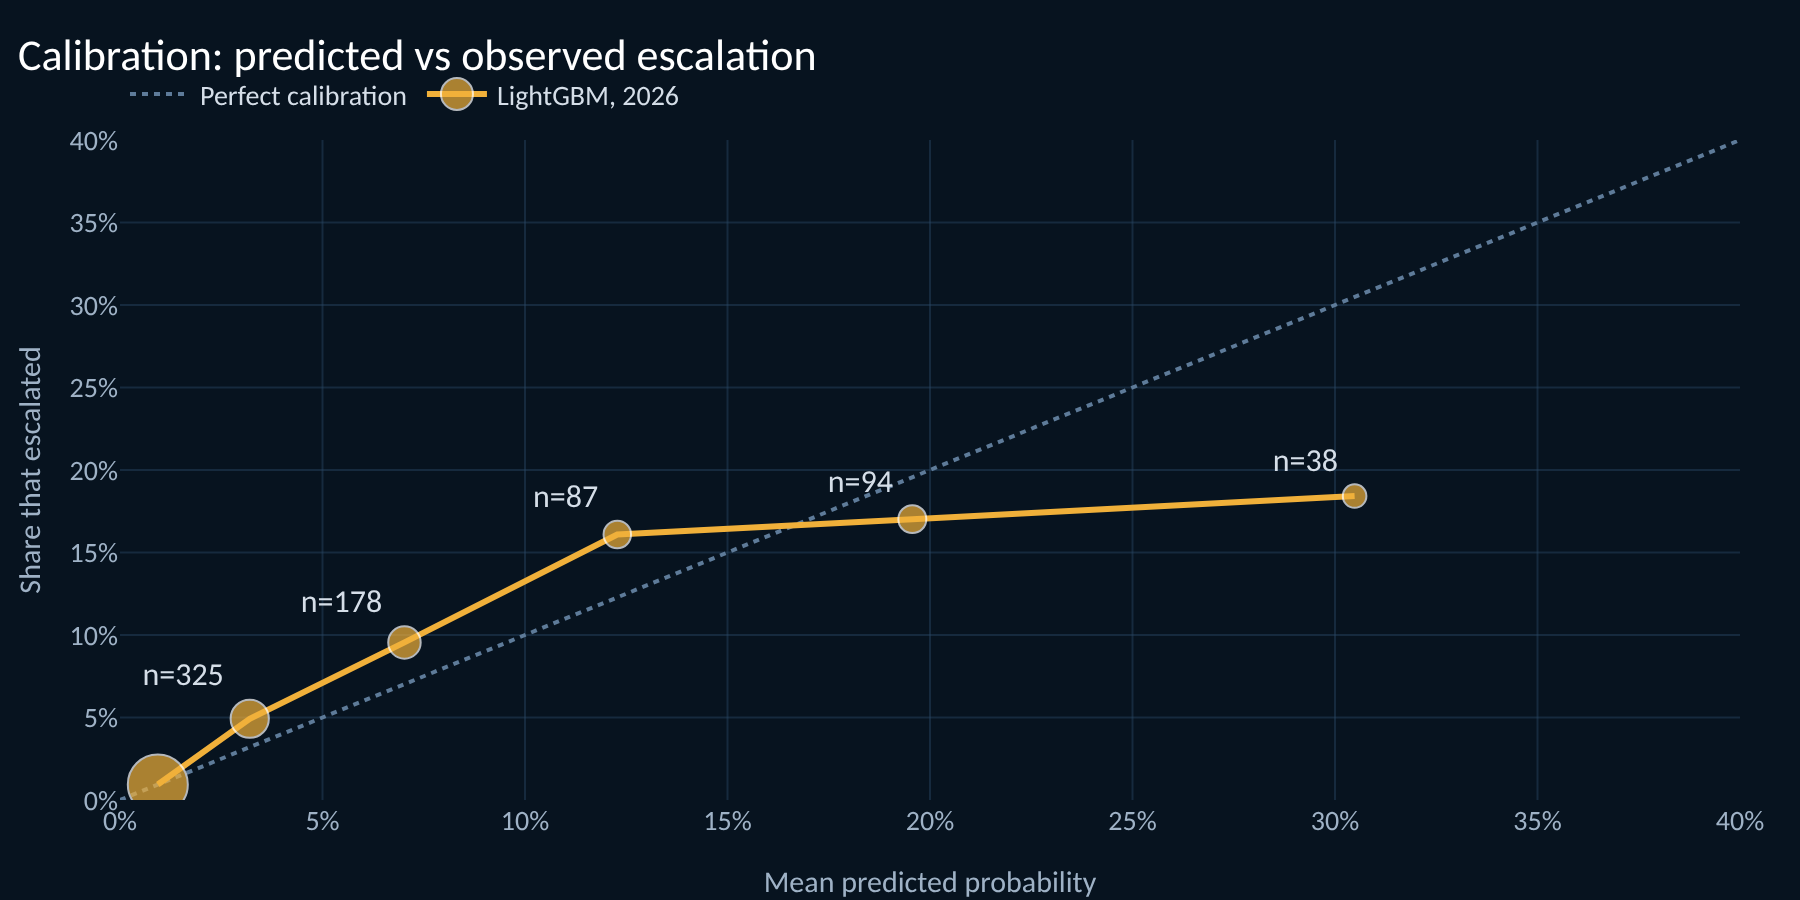 Calibration: predicted vs observed escalation
Perfect calibration
LightGBM, 2026
40%
35%
30%
25%
20%
15%
10%
5%
0%
Share that escalated
n=325
n=178
n=87
n=94
n=38
0%
5%
10%
15%
20%
25%
30%
35%
40%
Mean predicted probability